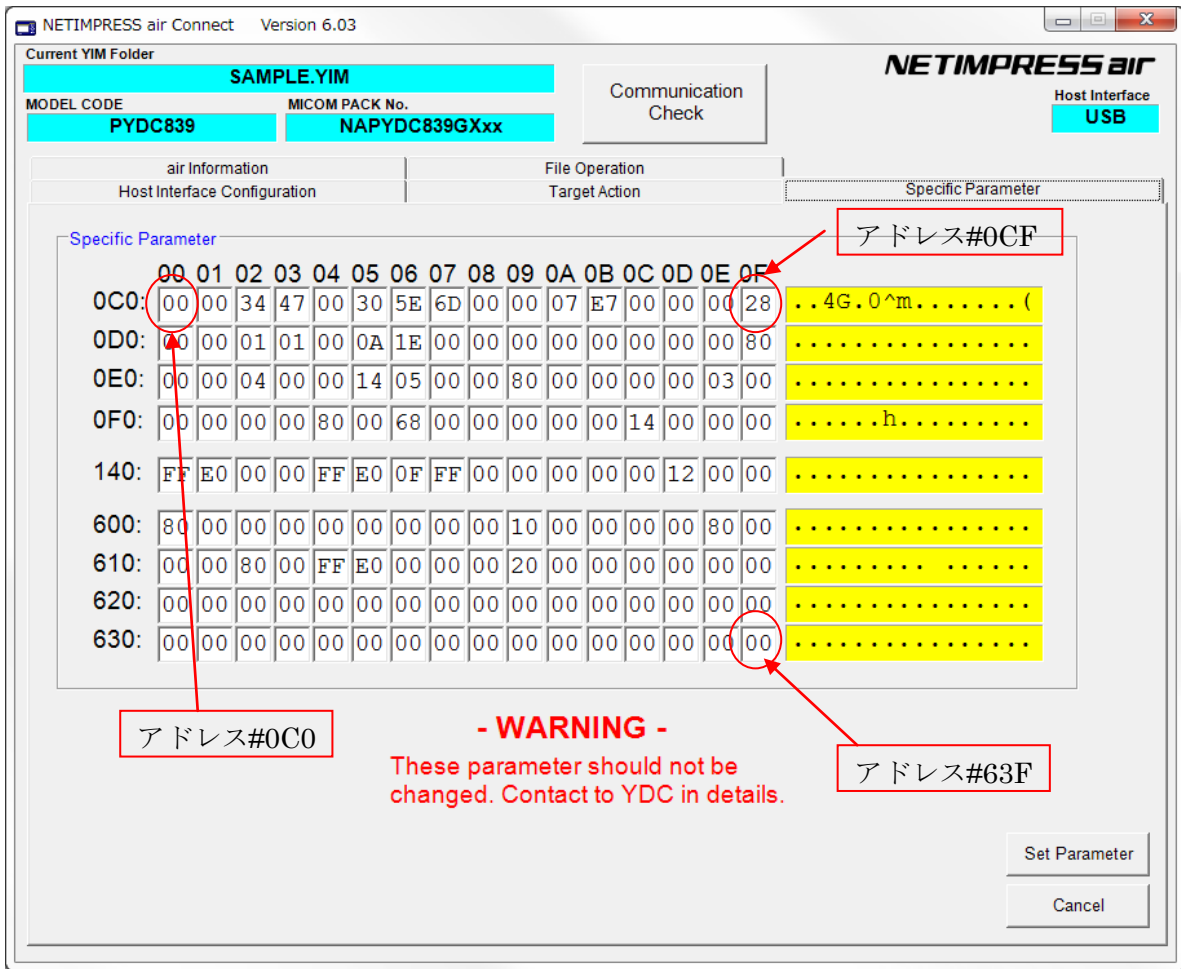 NETIMPRESS air Connect Version 6.03
Current YIM Folder
SAMPLE.YIM
MODEL CODE MICOM PACK No.
PYDC839 NAPYDC839GXxx
Communication
Check
NETIMPRESS air
Host Interface
USB
air Information File Operation
Host Interface Configuration Target Action Specific Parameter
アドレス#0CF
Specific Parameter
00 01 02 03 04 05 06 07 08 09 0A 0B 0C 0D 0E 0F
0C0: 00 00 34 47 00 30 5E 6D 00 00 07 E7 00 00 00 28 ..4G.0^m.......(
0D0: 00 00 01 01 00 0A 1E 00 00 00 00 00 00 00 00 80 ................
0E0: 00 00 04 00 00 14 05 00 00 80 00 00 00 00 03 00 ................
0F0: 00 00 00 00 80 00 68 00 00 00 00 00 14 00 00 00 ......h.........
140: FF E0 00 00 FF E0 0F FF 00 00 00 00 00 12 00 00 ................
600: 80 00 00 00 00 00 00 00 00 10 00 00 00 00 80 00 ................
610: 00 00 80 00 FF E0 00 00 00 20 00 00 00 00 00 00 ......... ......
620: 00 00 00 00 00 00 00 00 00 00 00 00 00 00 00 00 ................
630: 00 00 00 00 00 00 00 00 00 00 00 00 00 00 00 00 ................
アドレス#0C0
- WARNING -
These parameter should not be
changed. Contact to YDC in details.
アドレス#63F
Set Parameter
Cancel